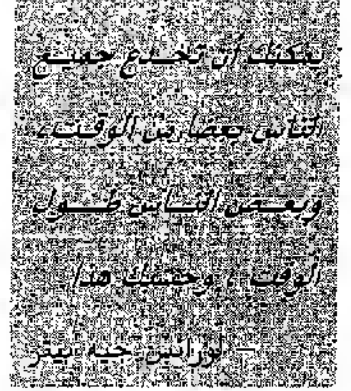 يمكنك أن تخدع جميع
الناس بعضا من الوقت،
وبعض الناس طول
الوقت ، وحسبك هذا
– لورانس جيه بيتر